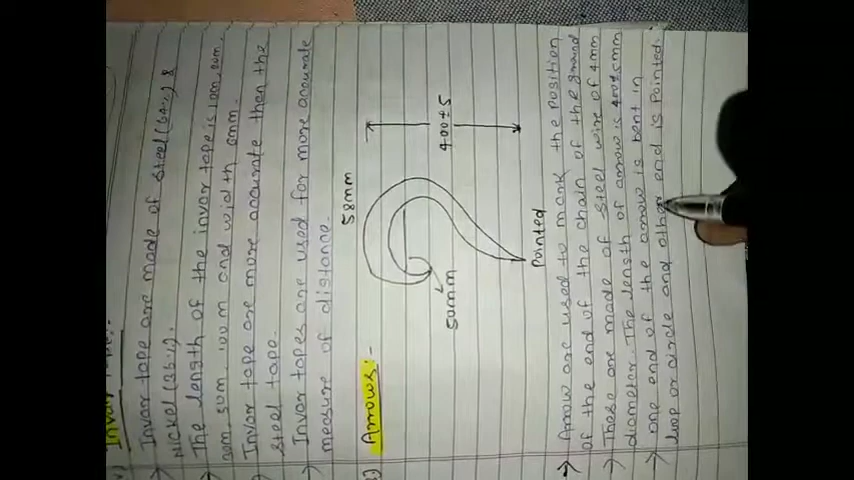 v) Invar Tape:-
→ Invar tape are made of steel (64%) &
Nickel (36%).
→ The length of the invar tape is 10m, 20m,
30m, 50m, 100m and width 6mm.
→ Invar tape are more accurate then the
steel tape.
→ Invar tapes are used for more accurate
measure of distance.
3) Arrows:-
58mm
400±5
50mm
Pointed
→ Arrow are used to mark the position
of the end of the chain of the ground
→ These are made of steel wire of 4mm
diameter. The length of arrow is 400±5mm
→ one end of the arrow is bent in
loop or circle and other end is pointed.